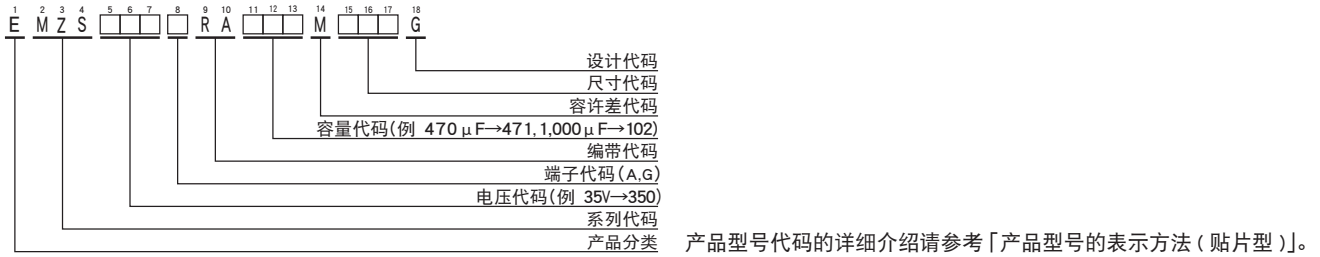 1 2 3 4 5 6 7 8 9 10 11 12 13 14 15 16 17 18
E M Z S □□□ □ R A □□□ M □□□ G
设计代码
尺寸代码
容许差代码
容量代码(例 470μF→471,1,000μF→102)
编带代码
端子代码(A,G)
电压代码(例 35V→350)
系列代码
产品分类
产品型号代码的详细介绍请参考「产品型号的表示方法(贴片型)」。